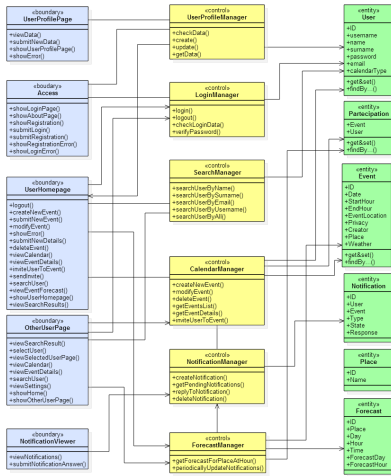 «boundary»
UserProfilePage
+viewData()
+submitNewData()
+showUserProfilePage()
+showError()
«boundary»
Access
+showLoginPage()
+showAboutPage()
+showRegistration()
+submitLogin()
+submitRegistration()
+showRegistrationError()
+showLoginError()
«boundary»
UserHomepage
+logout()
+createNewEvent()
+submitNewEvent()
+modifyEvent()
+showError()
+submitNewDetails()
+deleteEvent()
+viewCalendar()
+viewEventDetails()
+inviteUserToEvent()
+sendInvite()
+searchUser()
+viewEventForecast()
+showUserHomepage()
+viewSearchResults()
«boundary»
OtherUserPage
+viewSearchResult()
+selectUser()
+viewSelectedUserPage()
+viewCalendar()
+viewEventDetails()
+searchUser()
+viewSettings()
+showHome()
+showOtherUserPage()
«boundary»
NotificationViewer
+viewNotifications()
+submitNotificationAnswer()
«control»
UserProfileManager
+checkData()
+create()
+update()
+getData()
«control»
LoginManager
+login()
+logout()
+checkLoginData()
+verifyPassword()
«control»
SearchManager
+searchUserByName()
+searchUserBySurname()
+searchUserByEmail()
+searchUserByUsername()
+searchUserByAll()
«control»
CalendarManager
+createNewEvent()
+modifyEvent()
+deleteEvent()
+getEventsList()
+getEventDetails()
+inviteUserToEvent()
«control»
NotificationManager
+createNotification()
+getPendingNotifications()
+replyToNotification()
+deleteNotification()
«control»
ForecastManager
+getForecastForPlaceAtHour()
+periodicallyUpdateNotifications()
«entity»
User
+ID
+username
+name
+surname
+password
+email
+calendarType
+get&set()
+findBy...()
«entity»
Partecipation
+Event
+User
+get&set()
+findBy...()
«entity»
Event
+ID
+Date
+StartHour
+EndHour
+EventLocation
+Privacy
+Creator
+Place
+Weather
+get&set()
+findBy...()
«entity»
Notification
+ID
+User
+Event
+Type
+State
+Response
«entity»
Place
+ID
+Name
«entity»
Forecast
+ID
+Place
+Day
+Hour
+Time
+ForecastDay
+ForecastHour